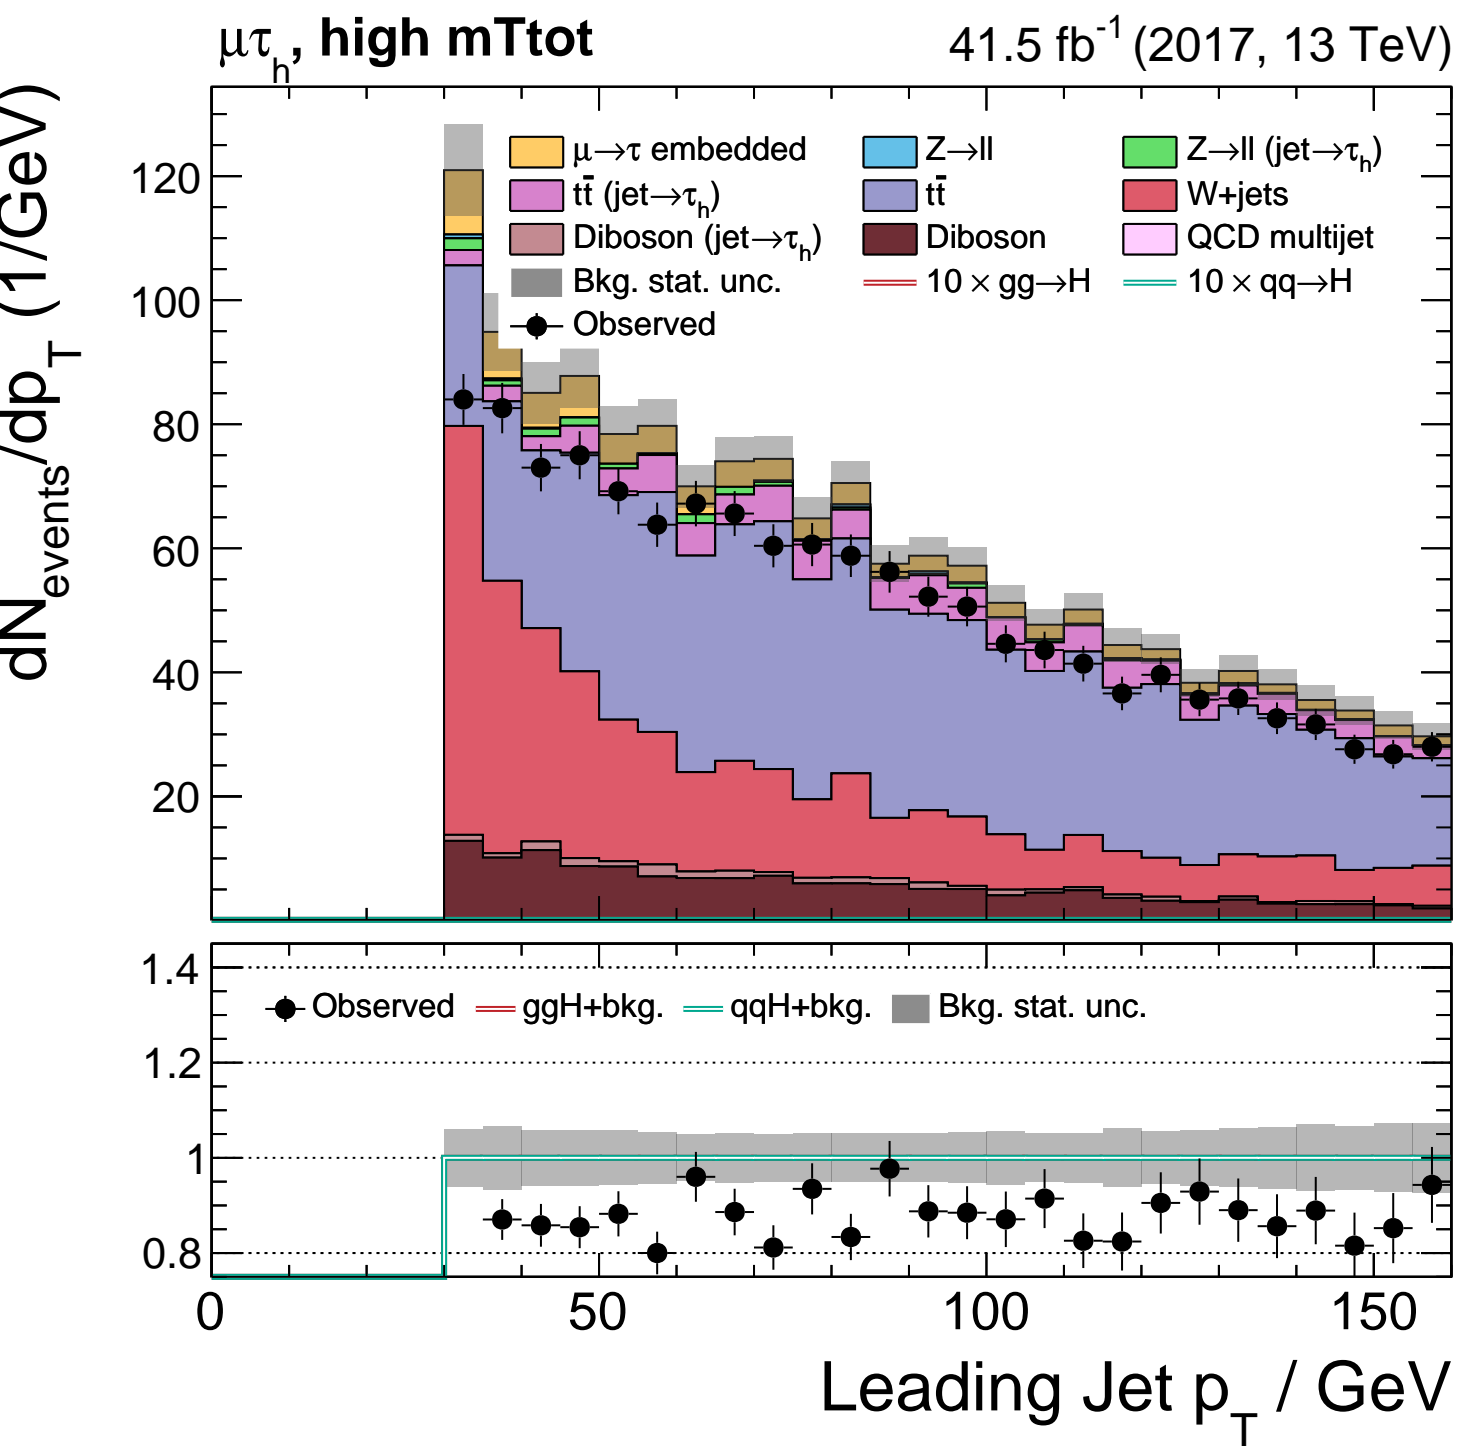 μτh, high mTtot
41.5 fb-1 (2017, 13 TeV)
dNevents/dpT (1/GeV)
μ→τ embedded
Z→ll
Z→ll (jet→τh)
tt̄ (jet→τh)
tt̄
W+jets
Diboson (jet→τh)
Diboson
QCD multijet
Bkg. stat. unc.
10 × gg→H
10 × qq→H
Observed
120
100
80
60
40
20
Observed
ggH+bkg.
qqH+bkg.
Bkg. stat. unc.
1.4
1.2
1
0.8
0
50
100
150
Leading Jet pT / GeV